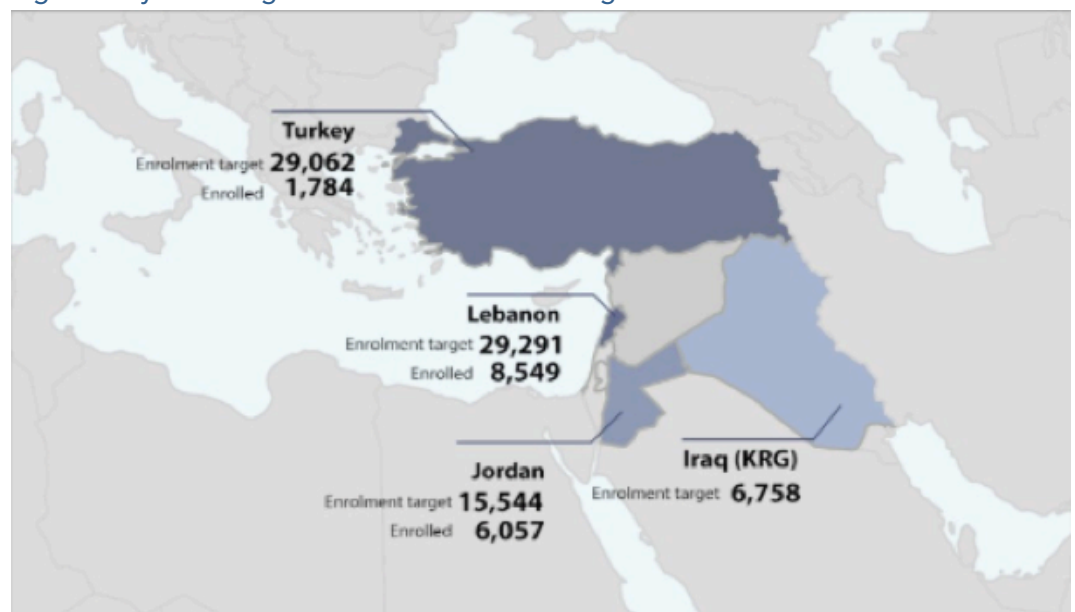 Turkey
Enrolment target 29,062
Enrolled 1,784
Lebanon
Enrolment target 29,291
Enrolled 8,549
Jordan
Enrolment target 15,544
Enrolled 6,057
Iraq (KRG)
Enrolment target 6,758